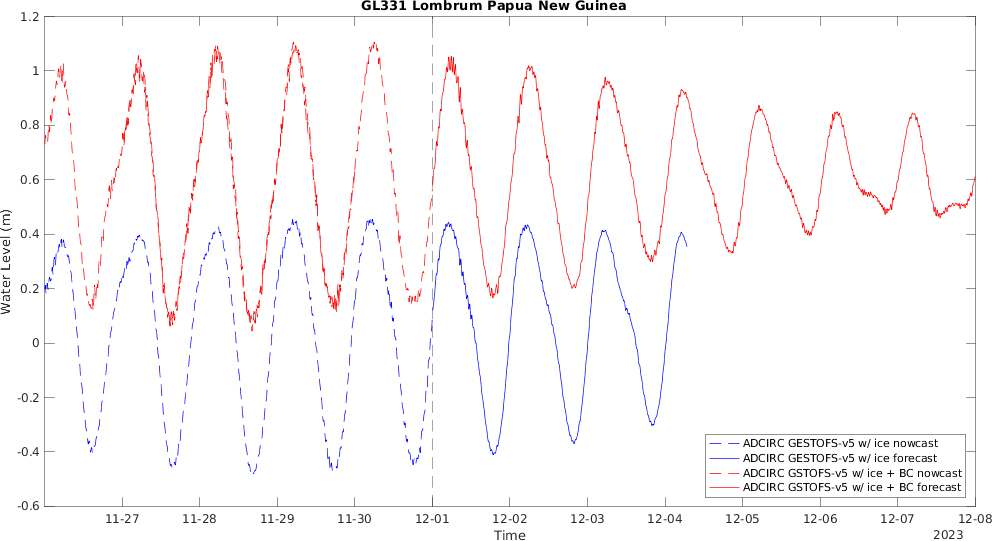 GL331 Lombrum Papua New Guinea
Water Level (m)
1.2
1
0.8
0.6
0.4
0.2
0
-0.2
-0.4
-0.6
ADCIRC GESTOFS-v5 w/ ice nowcast
ADCIRC GESTOFS-v5 w/ ice forecast
ADCIRC GSTOFS-v5 w/ ice + BC nowcast
ADCIRC GSTOFS-v5 w/ ice + BC forecast
11-27 11-28 11-29 11-30 12-01 12-02 12-03 12-04 12-05 12-06 12-07 12-08
Time 2023